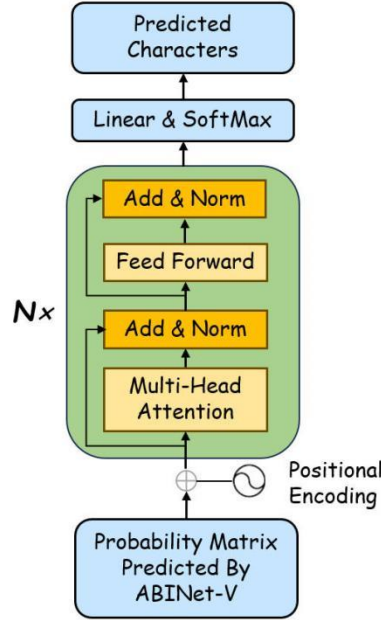 Predicted
Characters
Linear & SoftMax
Add & Norm
Feed Forward
Nx
Add & Norm
Multi-Head
Attention
Positional
Encoding
Probability Matrix
Predicted By
ABINet-V